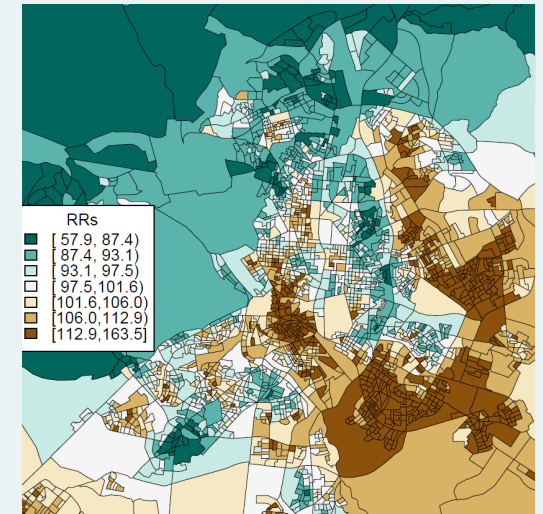 RRs
[ 57.9, 87.4)
[ 87.4, 93.1)
[ 93.1, 97.5)
[ 97.5,101.6)
[101.6,106.0)
[106.0,112.9)
[112.9,163.5]